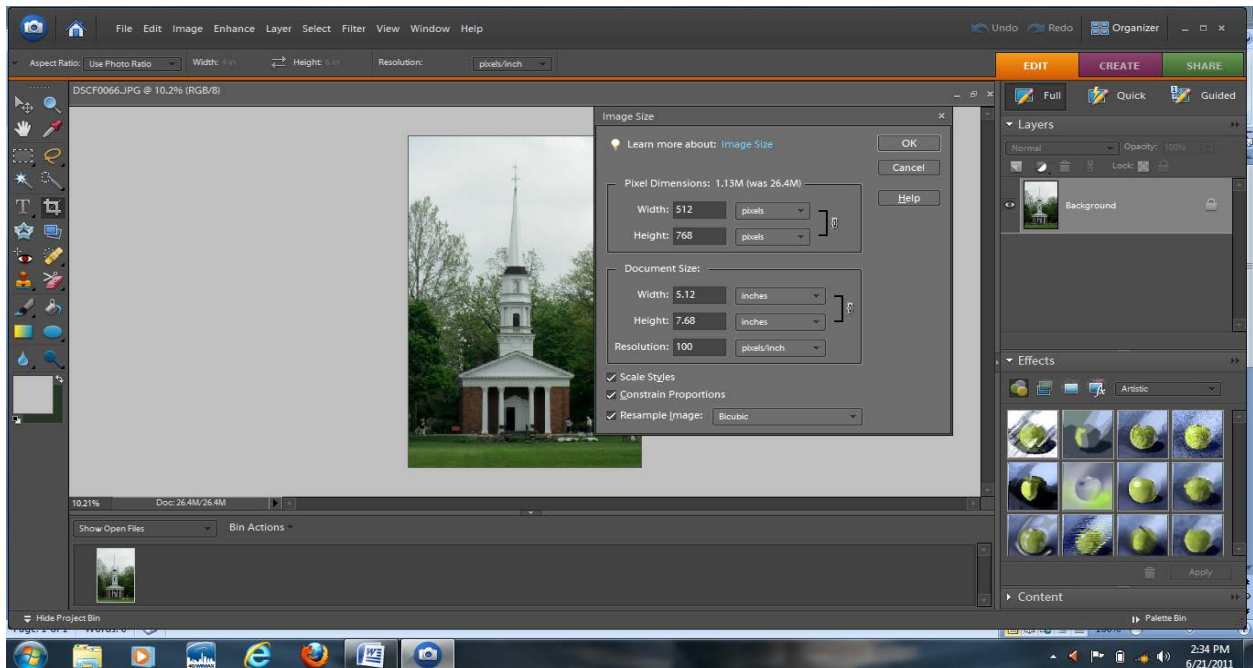 File Edit Image Enhance Layer Select Filter View Window Help
Undo Redo Organizer
Aspect Ratio: Use Photo Ratio Width: 4 in Height: 6 in Resolution: pixels/inch
EDIT CREATE SHARE
DSCF0066.JPG @ 10.2% (RGB/8)
Full Quick Guided
Image Size
Learn more about: Image Size
OK
Cancel
Help
Pixel Dimensions: 1.13M (was 26.4M)
Width: 512 pixels
Height: 768 pixels
Document Size:
Width: 5.12 inches
Height: 7.68 inches
Resolution: 100 pixels/inch
Scale Styles
Constrain Proportions
Resample Image: Bicubic
Layers
Normal Opacity: 100%
Lock:
Background
Effects
Artistic
Apply
Content
10.21% Doc: 26.4M/26.4M
Show Open Files Bin Actions
Hide Project Bin
Palette Bin
2:34 PM
6/21/2011